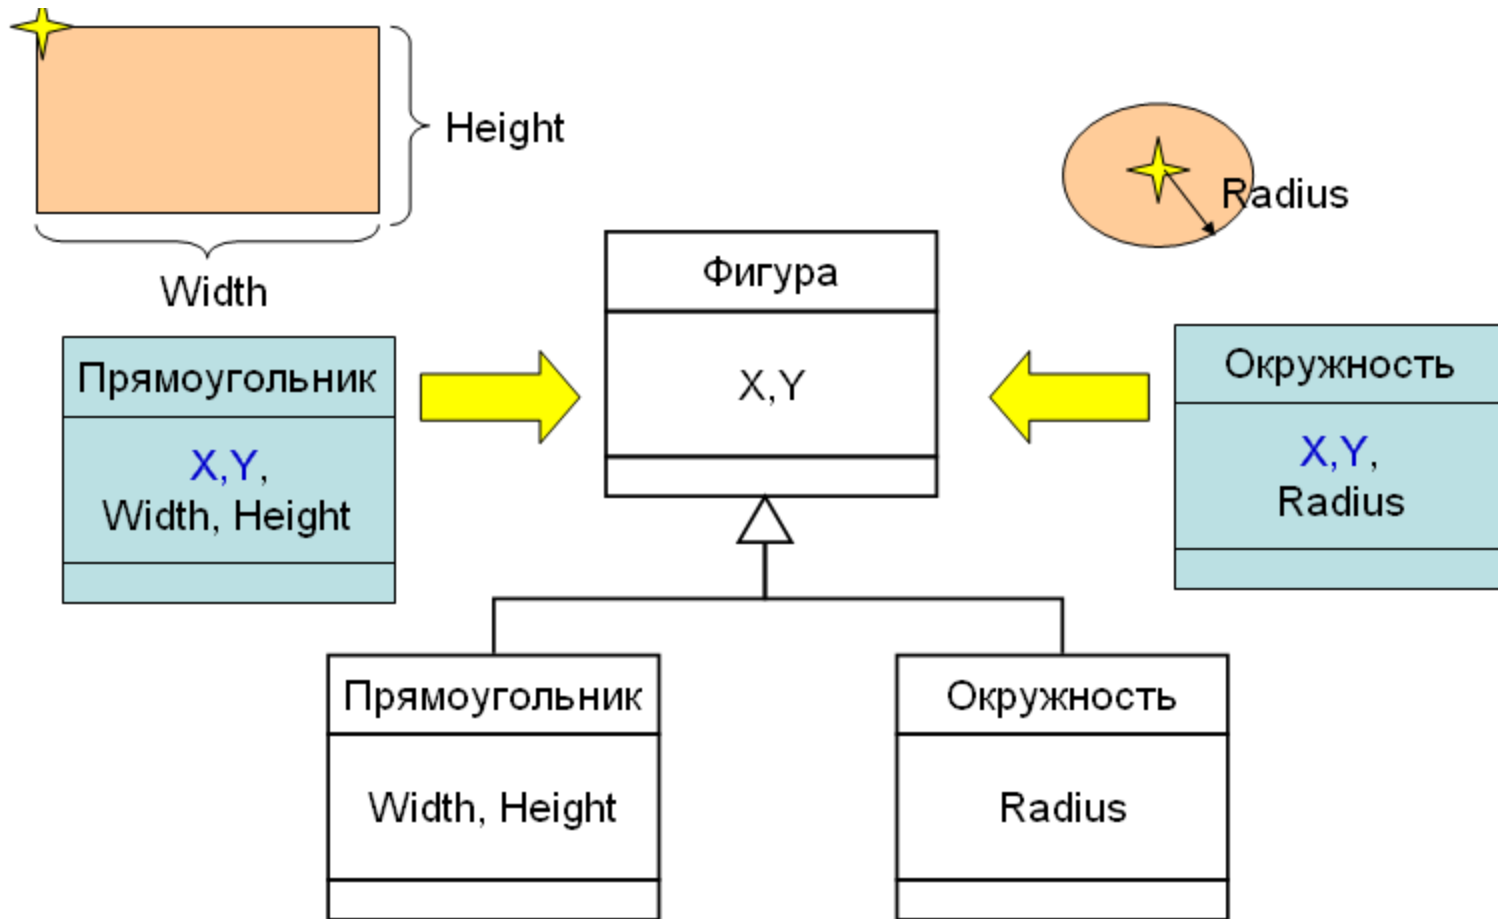 Height
Radius
Width
Фигура
X,Y
Прямоугольник
X,Y,
Width, Height
Окружность
X,Y,
Radius
Прямоугольник
Width, Height
Окружность
Radius